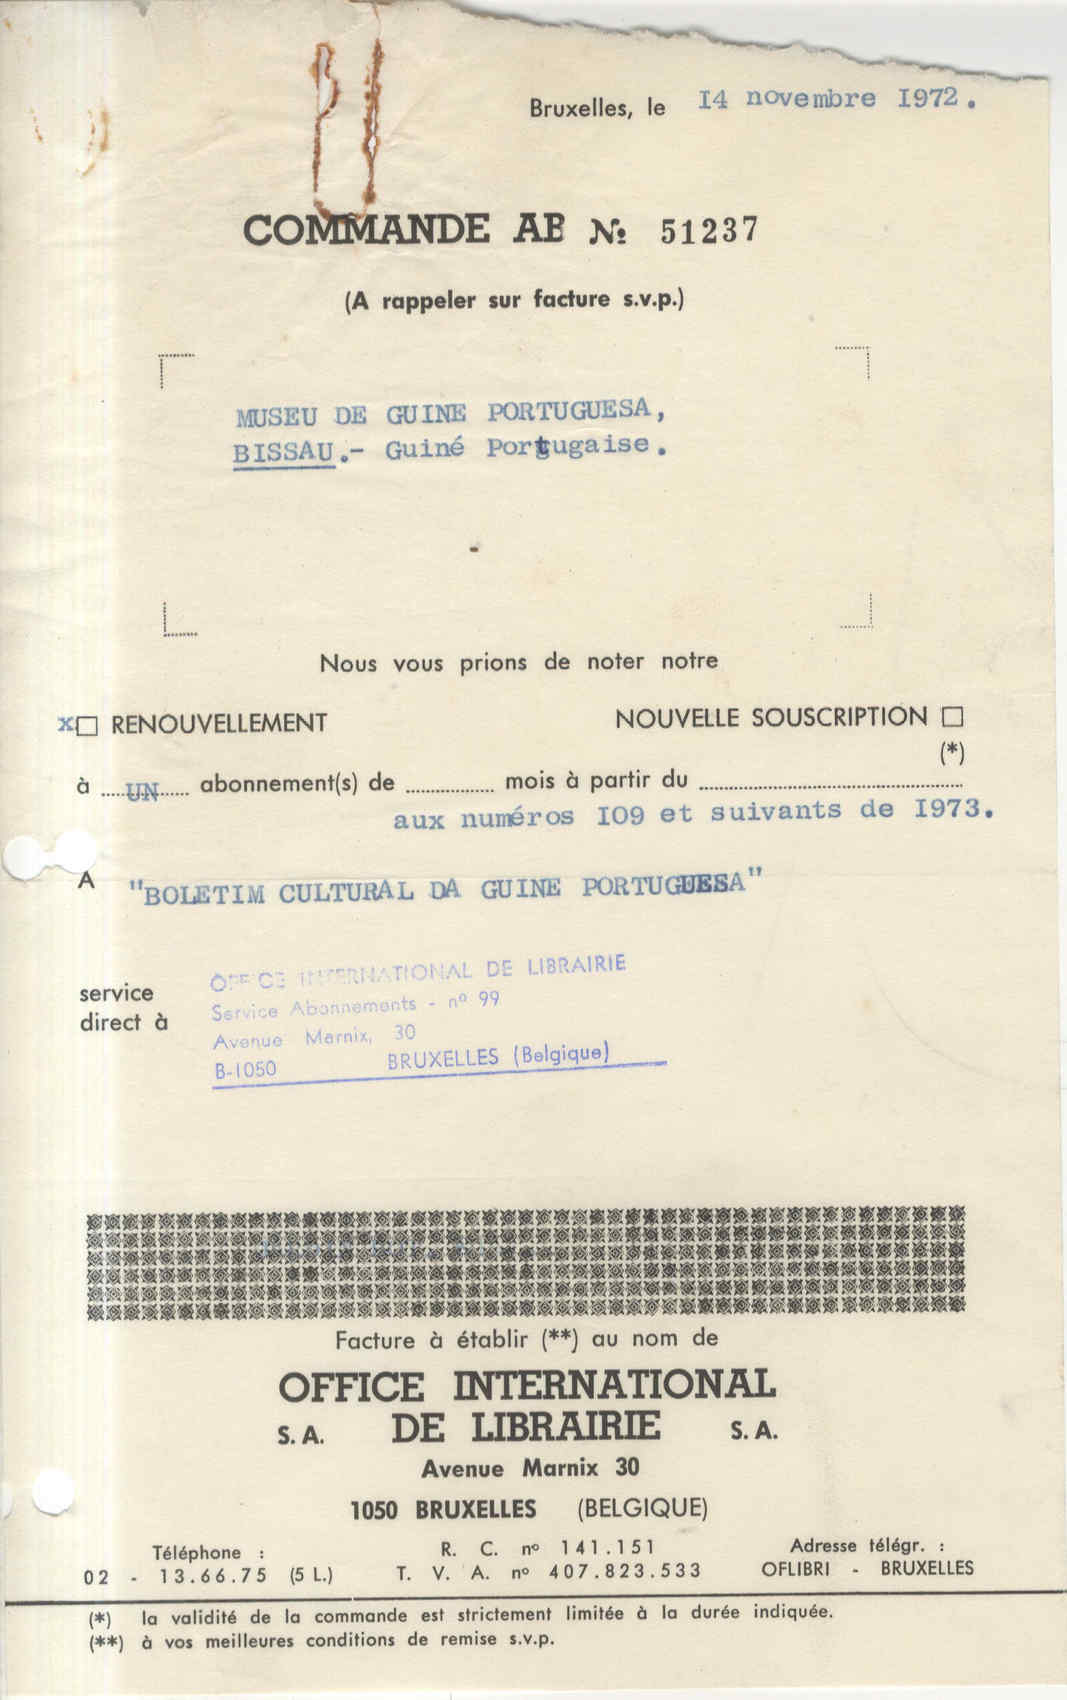 Bruxelles, le 14 novembre 1972.
COMMANDE AB Nº 51237
(A rappeler sur facture s.v.p.)
MUSEU DE GUINE PORTUGUESA,
BISSAU.- Guiné Portugaise.
Nous vous prions de noter notre
x☐ RENOUVELLEMENT NOUVELLE SOUSCRIPTION ☐
(*)
à .....UN..... abonnement(s) de ................ mois à partir du ................................................
aux numéros I09 et suivants de I973.
A "BOLETIM CULTURAL DA GUINE PORTUGUESA"
service
direct à
OFFICE INTERNATIONAL DE LIBRAIRIE
Service Abonnements - nº 99
Avenue Marnix, 30
B-1050 BRUXELLES (Belgique)
Facture à établir (**) au nom de
OFFICE INTERNATIONAL
S.A. DE LIBRAIRIE S.A.
Avenue Marnix 30
1050 BRUXELLES (BELGIQUE)
Téléphone : R. C. nº 141.151 Adresse télégr. :
02 - 13.66.75 (5 L.) T. V. A. nº 407.823.533 OFLIBRI - BRUXELLES
(*) la validité de la commande est strictement limitée à la durée indiquée.
(**) à vos meilleures conditions de remise s.v.p.